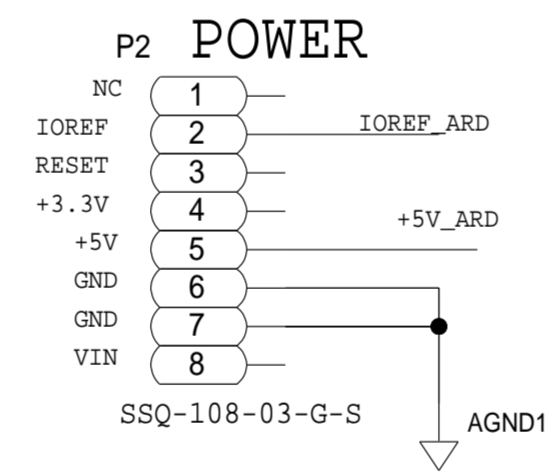 P2 POWER
NC 1
IOREF 2 IOREF_ARD
RESET 3
+3.3V 4
+5V 5 +5V_ARD
GND 6
GND 7
VIN 8
SSQ-108-03-G-S
AGND1